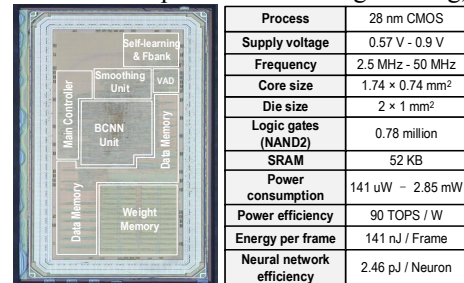 Self-learning
& Fbank
Smoothing
Unit
VAD
Main Controller
BCNN
Unit
Data Memory
Data Memory
Weight
Memory
Process 28 nm CMOS
Supply voltage 0.57 V - 0.9 V
Frequency 2.5 MHz - 50 MHz
Core size 1.74 × 0.74 mm²
Die size 2 × 1 mm²
Logic gates
(NAND2) 0.78 million
SRAM 52 KB
Power
consumption 141 uW – 2.85 mW
Power efficiency 90 TOPS / W
Energy per frame 141 nJ / Frame
Neural network
efficiency 2.46 pJ / Neuron